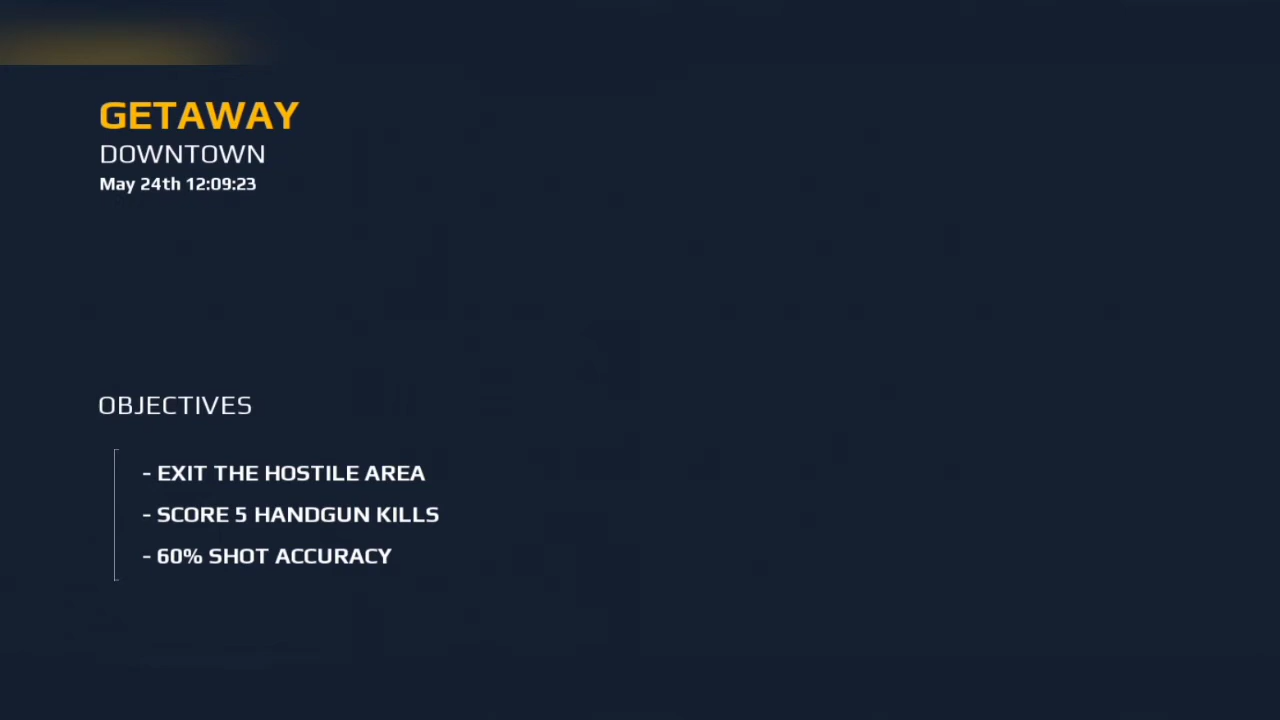 GETAWAY
DOWNTOWN
May 24th 12:09:23
OBJECTIVES
- EXIT THE HOSTILE AREA
- SCORE 5 HANDGUN KILLS
- 60% SHOT ACCURACY